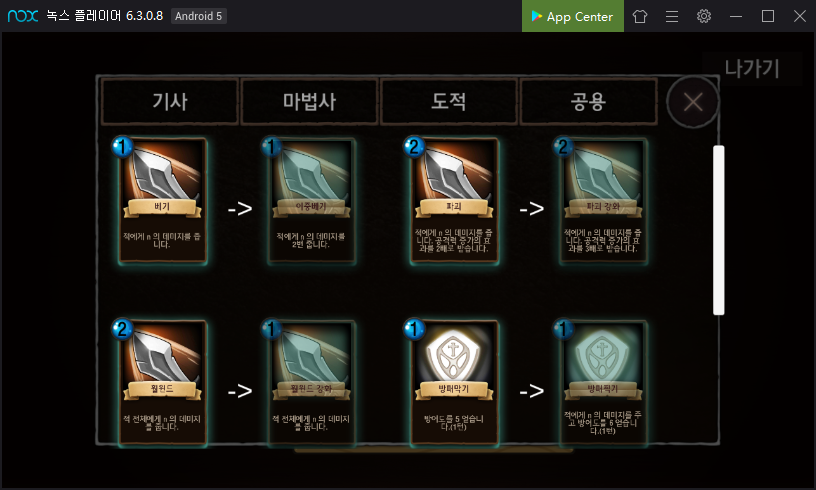 nox 녹스 플레이어 6.3.0.8 Android 5 App Center
나가기
기사 마법사 도적 공용
1 1 2 2
베기 -> 이중베기 파괴 -> 파괴 강화
적에게 n 의 데미지를 줍
니다.
적에게 n 의 데미지를
2번 줍니다.
적에게 n 의 데미지를 줍
니다. 공격력 증가의 효
과를 2배로 받습니다.
적에게 n 의 데미지를 줍
니다. 공격력 증가의 효
과를 3배로 받습니다.
2 1 1 1
휠윈드 -> 휠윈드 강화 방패막기 -> 방패찍기
적 전체에게 n 의 데미지
를 줍니다.
적 전체에게 n 의 데미지
를 줍니다.
방어도를 5 얻습니
다.(1턴)
적에게 n 의 데미지를 주
고 방어도를 6 얻습니
다.(1턴)